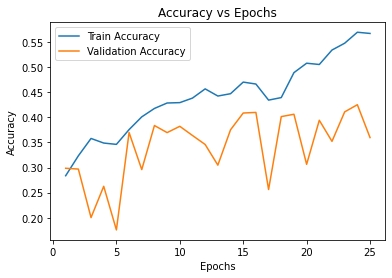 Accuracy vs Epochs
Train Accuracy
Validation Accuracy
Accuracy
0.55
0.50
0.45
0.40
0.35
0.30
0.25
0.20
0 5 10 15 20 25
Epochs